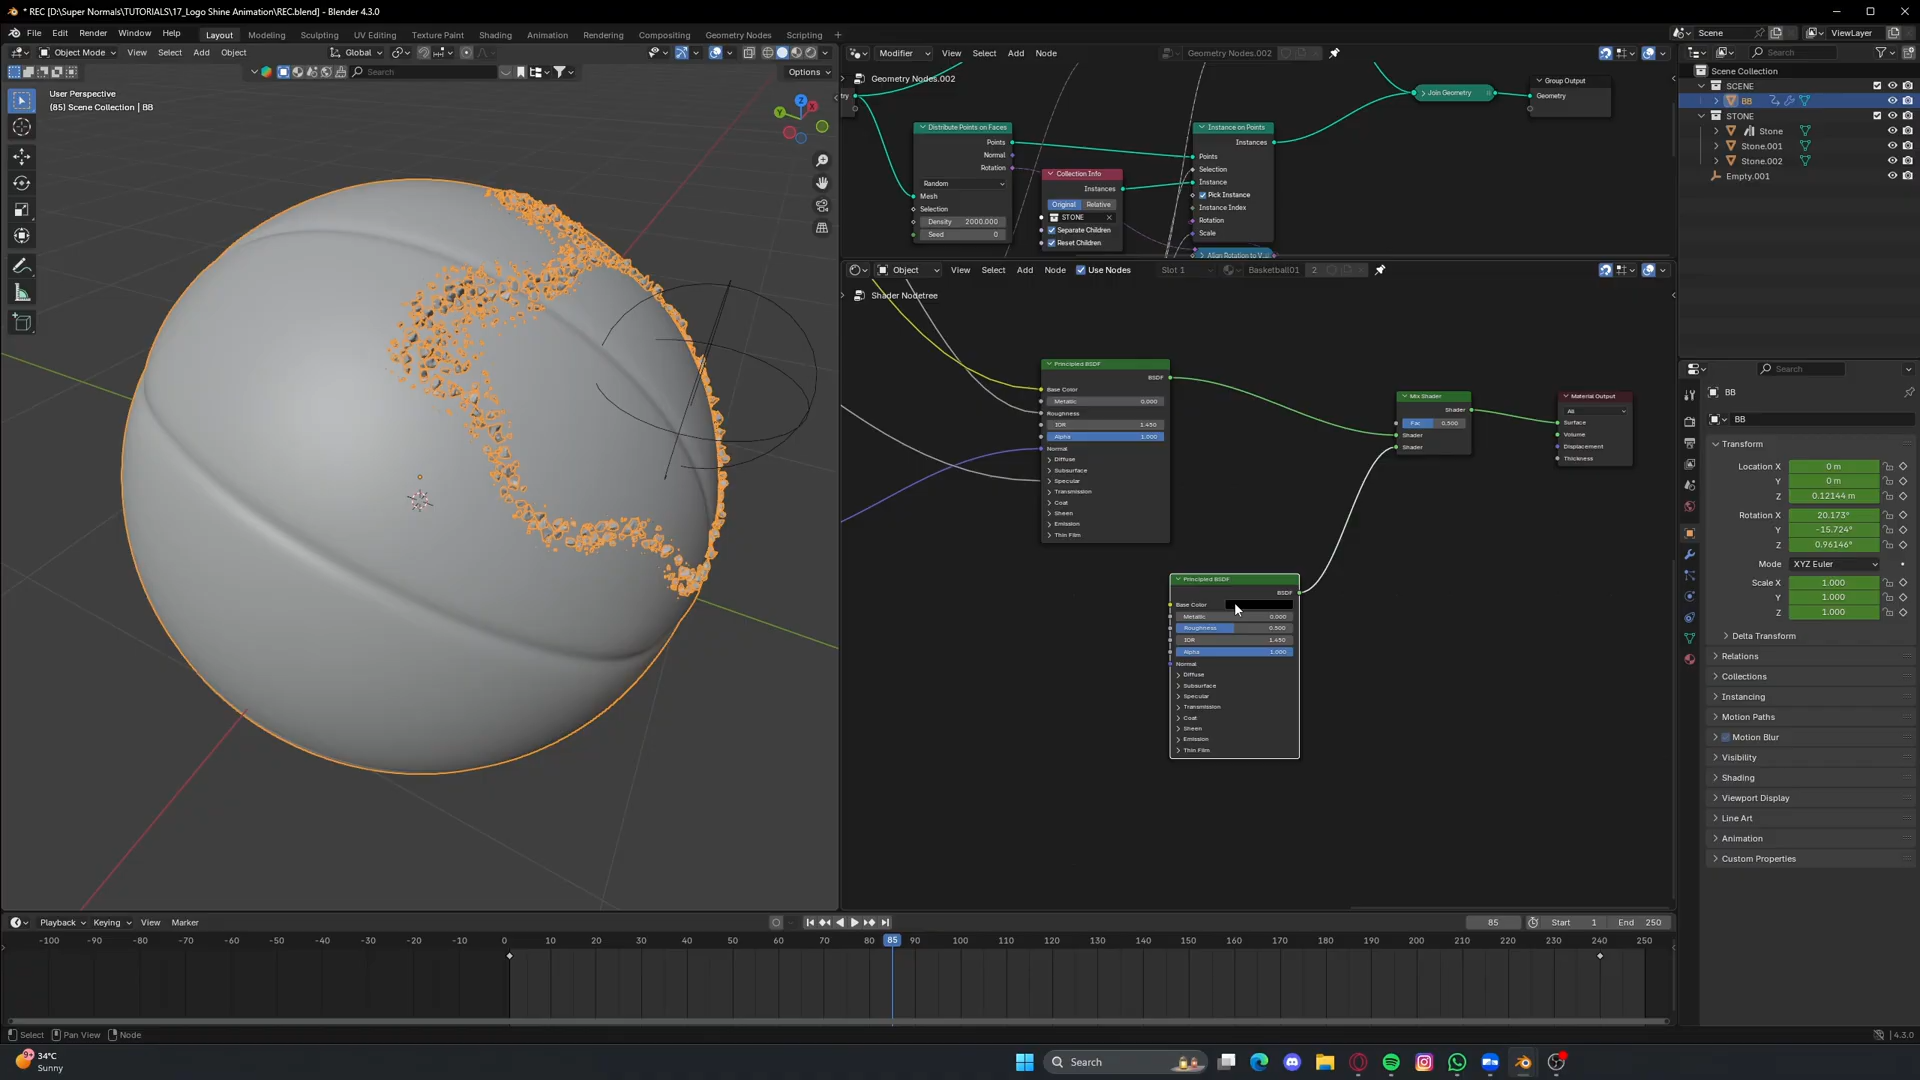 * REC [D:\Super Normals\TUTORIALS\17_Logo Shine Animation\REC.blend] - Blender 4.3.0
File Edit Render Window Help Layout Modeling Sculpting UV Editing Texture Paint Shading Animation Rendering Compositing Geometry Nodes Scripting + Scene ViewLayer
Object Mode View Select Add Object Global
Modifier View Select Add Node Geometry Nodes.002
Search
Search
Options
User Perspective
(85) Scene Collection | BB
Geometry Nodes.002
Distribute Points on Faces
Points
Normal
Rotation
Random
Mesh
Selection
Density 2000.000
Seed 0
Collection Info
Instances
Original Relative
STONE
Separate Children
Reset Children
Instance on Points
Instances
Points
Selection
Instance
Pick Instance
Instance Index
Rotation
Scale
Align Rotation to V...
Join Geometry
Group Output
Geometry
Scene Collection
SCENE
BB
STONE
Stone
Stone.001
Stone.002
Empty.001
Object View Select Add Node Use Nodes Slot 1 Basketball01 2
Shader Nodetree
Principled BSDF
BSDF
Base Color
Metallic 0.000
Roughness
IOR 1.450
Alpha 1.000
Normal
Diffuse
Subsurface
Specular
Transmission
Coat
Sheen
Emission
Thin Film
Principled BSDF
BSDF
Base Color
Metallic 0.000
Roughness 0.500
IOR 1.450
Alpha 1.000
Normal
Diffuse
Subsurface
Specular
Transmission
Coat
Sheen
Emission
Thin Film
Mix Shader
Shader
Fac 0.500
Shader
Shader
Material Output
All
Surface
Volume
Displacement
Thickness
Search
BB
BB
Transform
Location X 0 m
Y 0 m
Z 0.12144 m
Rotation X 20.173°
Y -15.724°
Z 0.96146°
Mode XYZ Euler
Scale X 1.000
Y 1.000
Z 1.000
Delta Transform
Relations
Collections
Instancing
Motion Paths
Motion Blur
Visibility
Shading
Viewport Display
Line Art
Animation
Custom Properties
Playback Keying View Marker 85 Start 1 End 250
-100 -90 -80 -70 -60 -50 -40 -30 -20 -10 0 10 20 30 40 50 60 70 80 85 90 100 110 120 130 140 150 160 170 180 190 200 210 220 230 240 250
Select Pan View Node 4.3.0
34°C
Sunny
Search